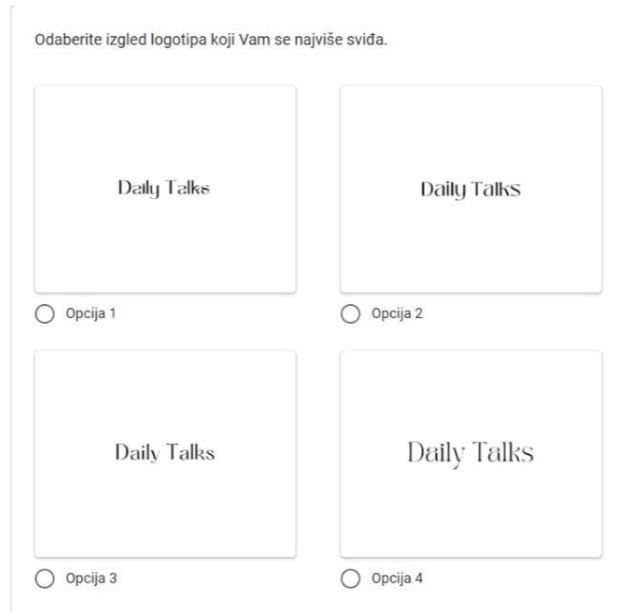 Odaberite izgled logotipa koji Vam se najviše sviđa.
Daily Talks
Daily Talks
Opcija 1
Opcija 2
Daily Talks
Daily Talks
Opcija 3
Opcija 4